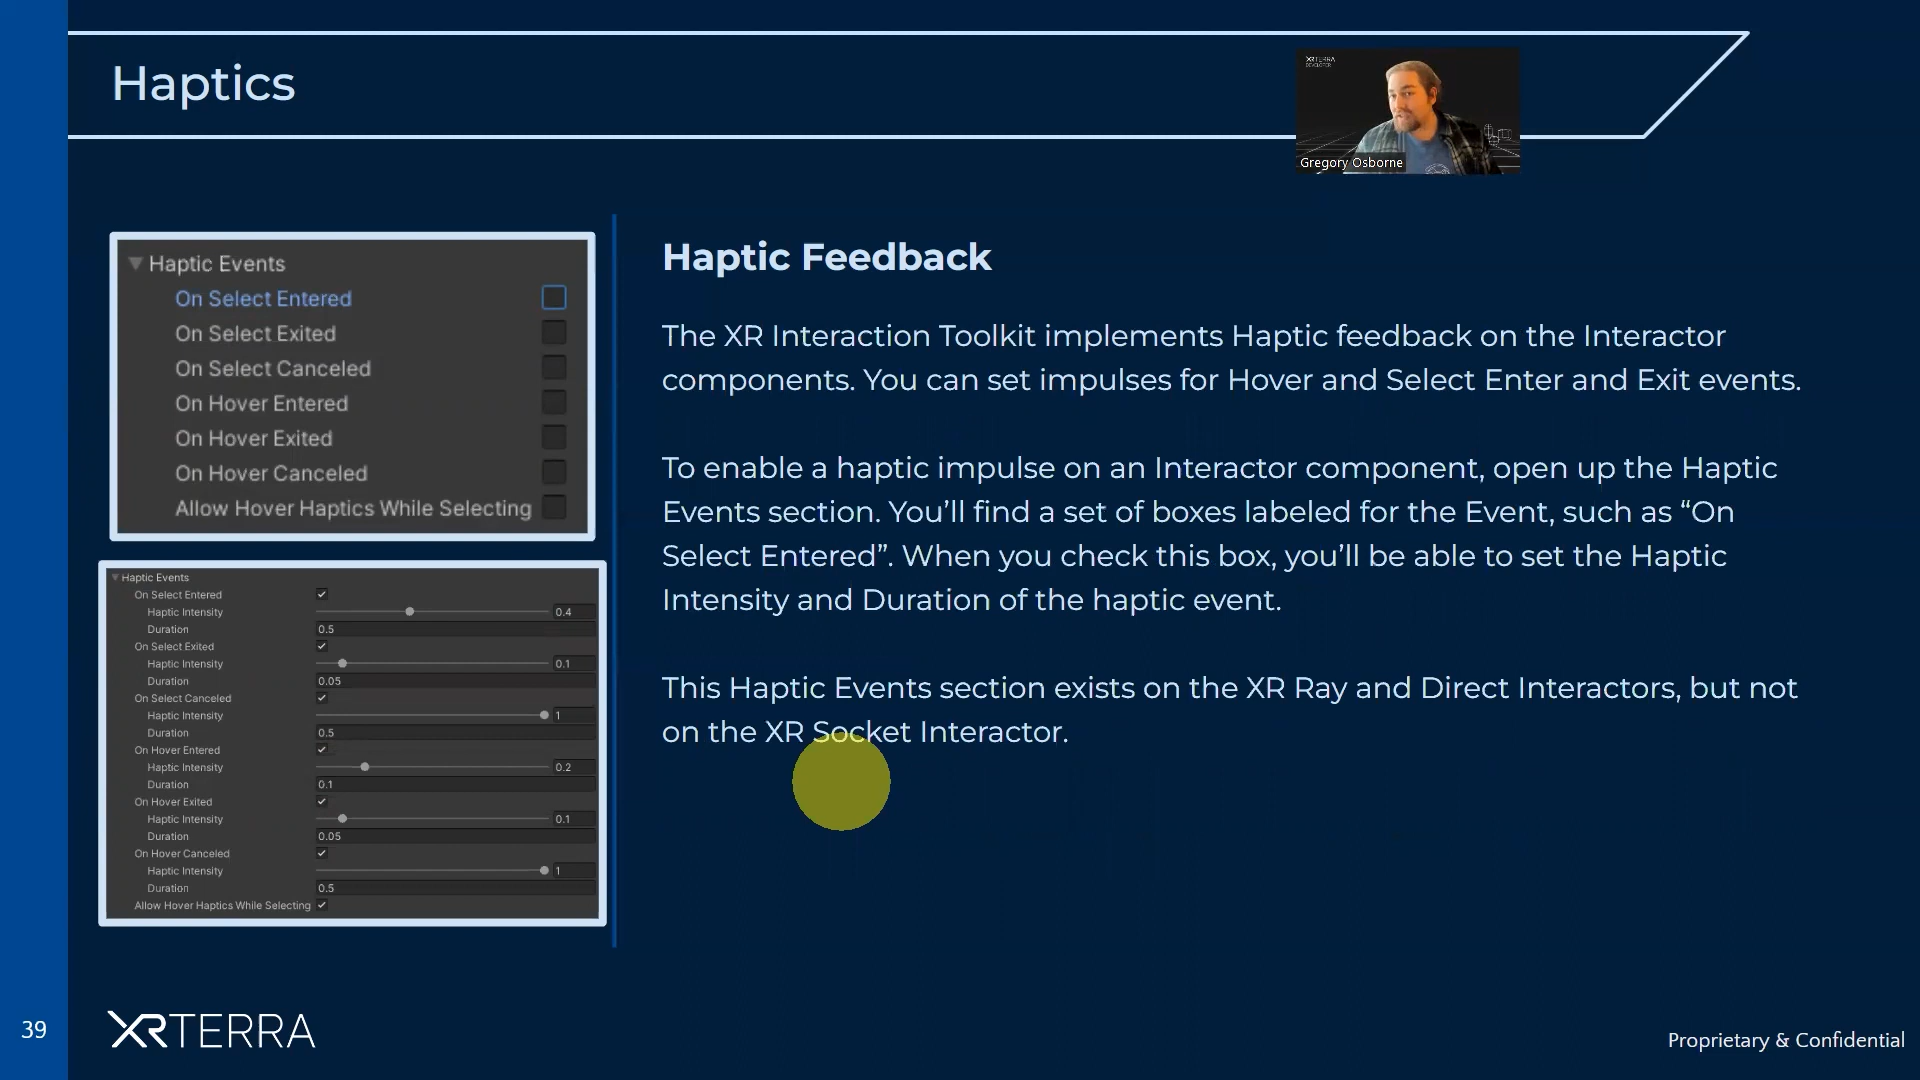 Haptics
XRTERRA
DEVELOPER
Gregory Osborne
Haptic Events
On Select Entered
On Select Exited
On Select Canceled
On Hover Entered
On Hover Exited
On Hover Canceled
Allow Hover Haptics While Selecting
Haptic Events
On Select Entered
Haptic Intensity 0.4
Duration 0.5
On Select Exited
Haptic Intensity 0.1
Duration 0.05
On Select Canceled
Haptic Intensity 1
Duration 0.5
On Hover Entered
Haptic Intensity 0.2
Duration 0.1
On Hover Exited
Haptic Intensity 0.1
Duration 0.05
On Hover Canceled
Haptic Intensity 1
Duration 0.5
Allow Hover Haptics While Selecting
Haptic Feedback
The XR Interaction Toolkit implements Haptic feedback on the Interactor
components. You can set impulses for Hover and Select Enter and Exit events.
To enable a haptic impulse on an Interactor component, open up the Haptic
Events section. You’ll find a set of boxes labeled for the Event, such as “On
Select Entered”. When you check this box, you’ll be able to set the Haptic
Intensity and Duration of the haptic event.
This Haptic Events section exists on the XR Ray and Direct Interactors, but not
on the XR Socket Interactor.
39
XRTERRA
Proprietary & Confidential